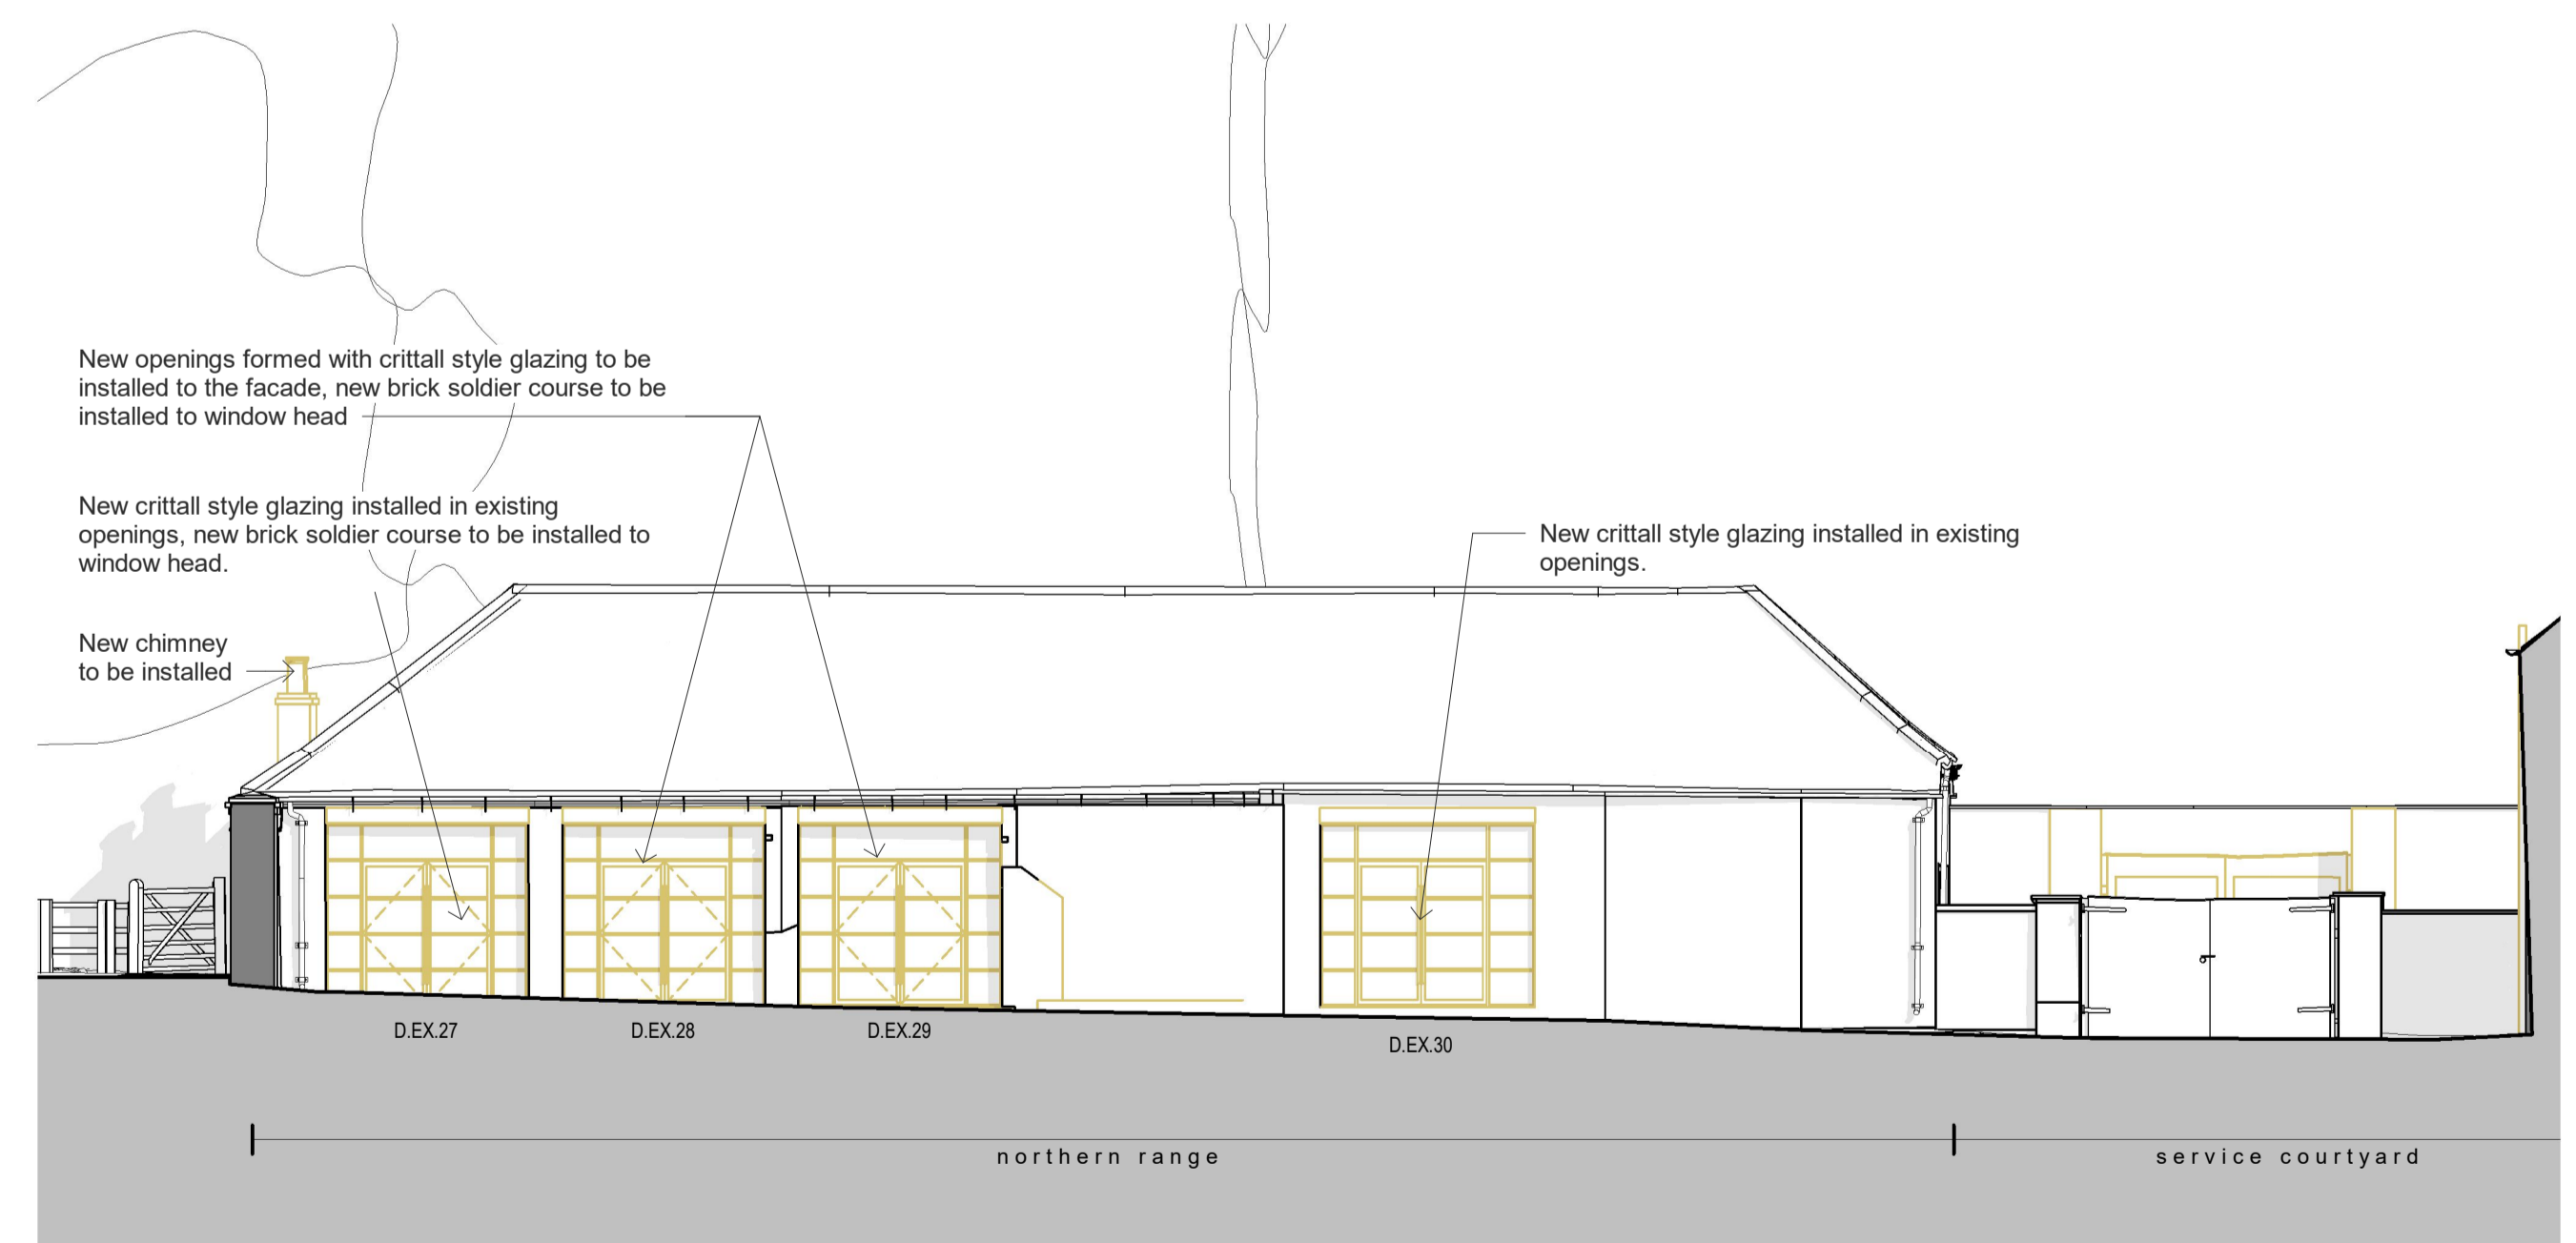 New openings formed with crittall style glazing to be
installed to the facade, new brick soldier course to be
installed to window head
New crittall style glazing installed in existing
openings, new brick soldier course to be installed to
window head.
New crittall style glazing installed in existing
openings.
New chimney
to be installed
D.EX.27
D.EX.28
D.EX.29
D.EX.30
northern range
service courtyard